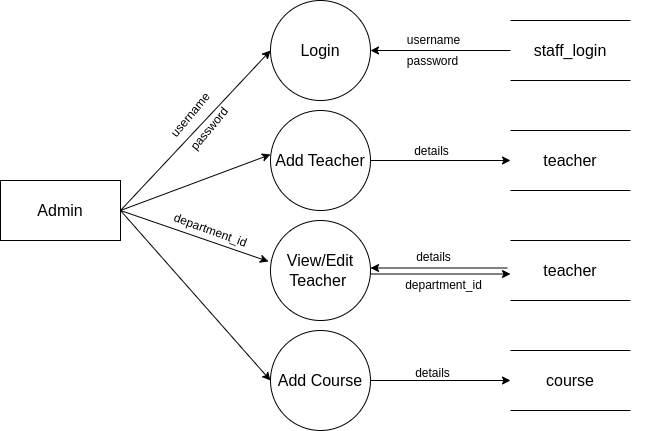 Login
username
password
staff_login
username
password
Add Teacher
details
teacher
Admin
department_id
View/Edit
Teacher
details
department_id
teacher
Add Course
details
course